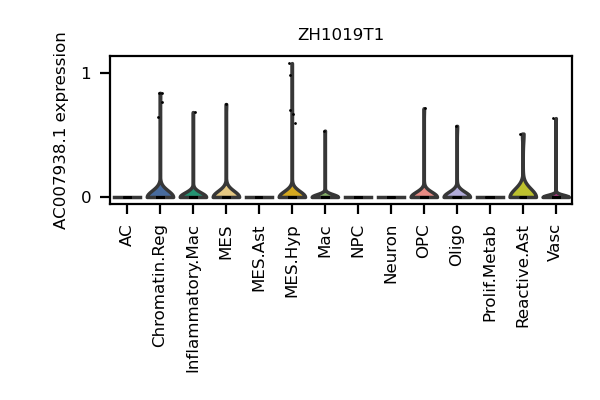 ZH1019T1
AC007938.1 expression
1
0
AC
Chromatin.Reg
Inflammatory.Mac
MES
MES.Ast
MES.Hyp
Mac
NPC
Neuron
OPC
Oligo
Prolif.Metab
Reactive.Ast
Vasc